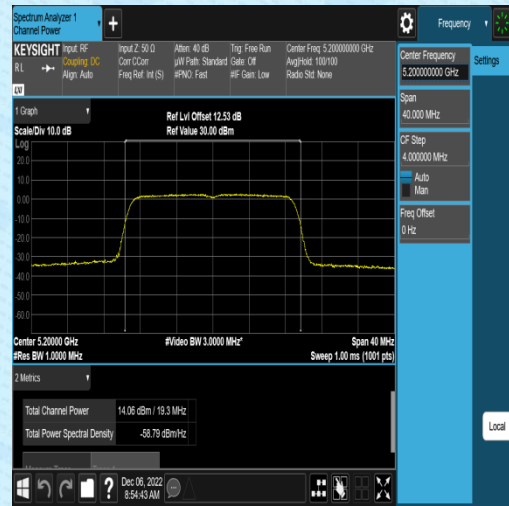 Spectrum Analyzer 1
Channel Power
+
Frequency
KEYSIGHT
RL
LXI
Input: RF
Coupling: DC
Align: Auto
Input Z: 50 Ω
Corr CCorr
Freq Ref: Int (S)
Atten: 40 dB
µW Path: Standard
#PNO: Fast
Trig: Free Run
Gate: Off
#IF Gain: Low
Center Freq: 5.200000000 GHz
Avg|Hold: 100/100
Radio Std: None
Center Frequency
5.200000000 GHz
Settings
Span
40.000 MHz
CF Step
4.000000 MHz
Auto
Man
Freq Offset
0 Hz
Local
1 Graph
Scale/Div 10.0 dB
Ref Lvl Offset 12.53 dB
Ref Value 30.00 dBm
Log
20.0
10.0
0.00
-10.0
-20.0
-30.0
-40.0
-50.0
-60.0
Center 5.20000 GHz
#Res BW 1.0000 MHz
#Video BW 3.0000 MHz*
Span 40 MHz
Sweep 1.00 ms (1001 pts)
2 Metrics
Total Channel Power 14.06 dBm / 19.3 MHz
Total Power Spectral Density -58.79 dBm/Hz
?
Dec 06, 2022
8:54:43 AM